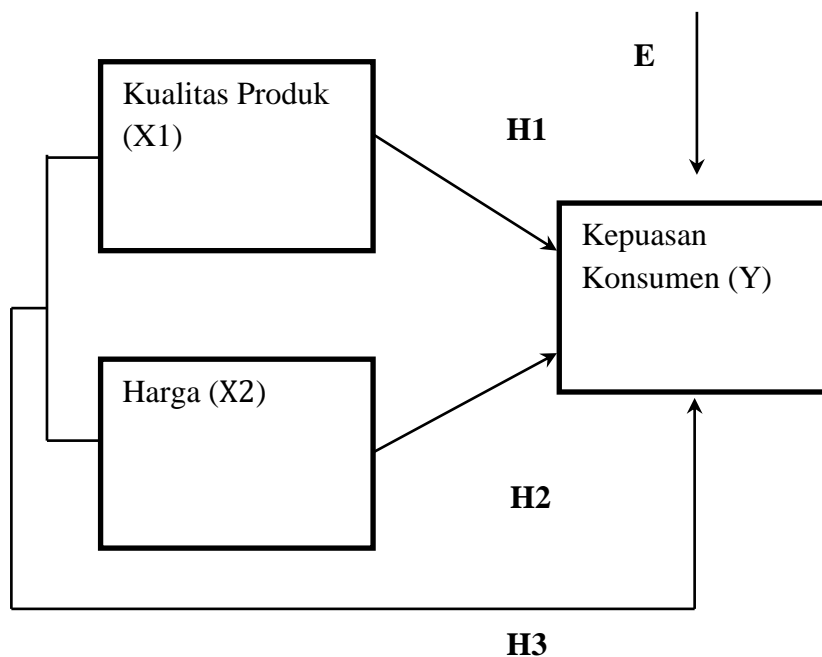 E
Kualitas Produk
(X1)
H1
Kepuasan
Konsumen (Y)
Harga (X2)
H2
H3